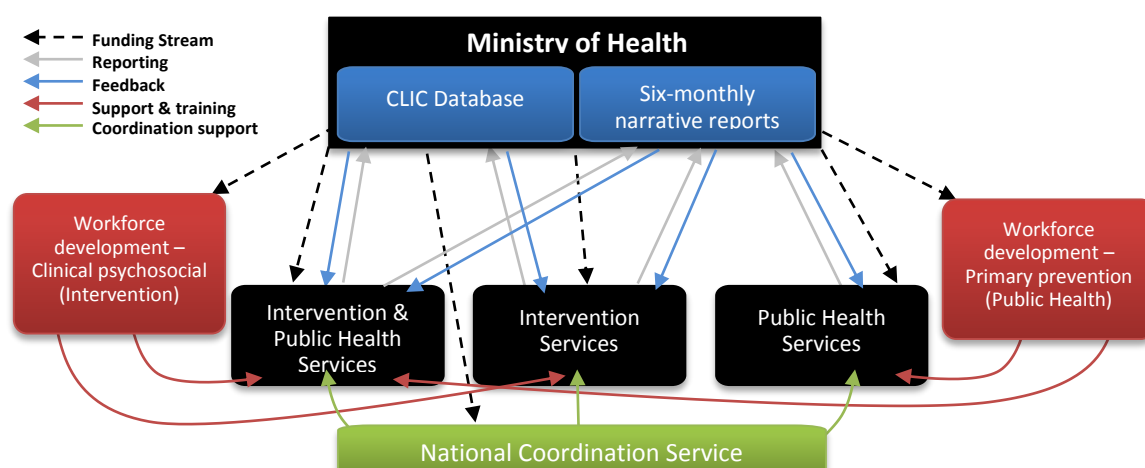 Funding Stream
Reporting
Feedback
Support & training
Coordination support
Ministry of Health
CLIC Database
Six-monthly
narrative reports
Workforce
development –
Clinical psychosocial
(Intervention)
Workforce
development –
Primary prevention
(Public Health)
Intervention &
Public Health
Services
Intervention
Services
Public Health
Services
National Coordination Service